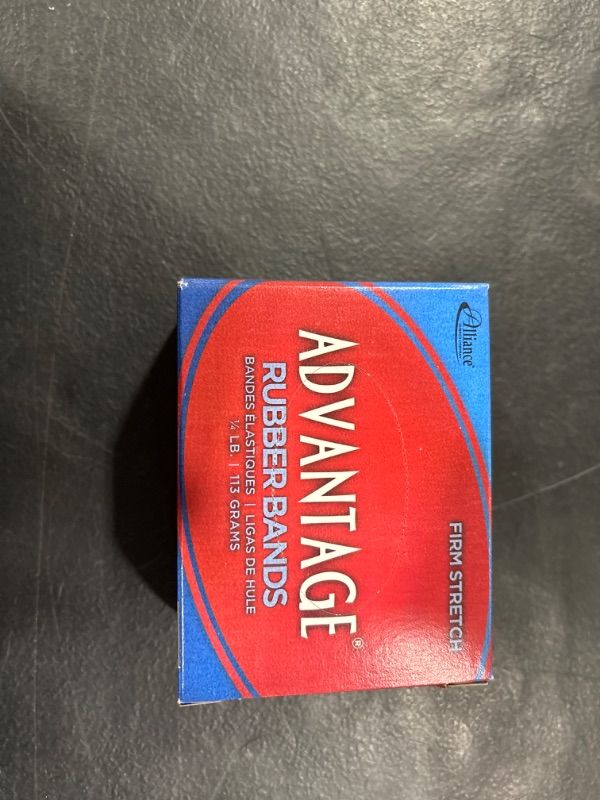 Alliance
FIRM STRETCH
ADVANTAGE®
RUBBER BANDS
BANDES ÉLASTIQUES | LIGAS DE HULE
¼ LB. | 113 GRAMS